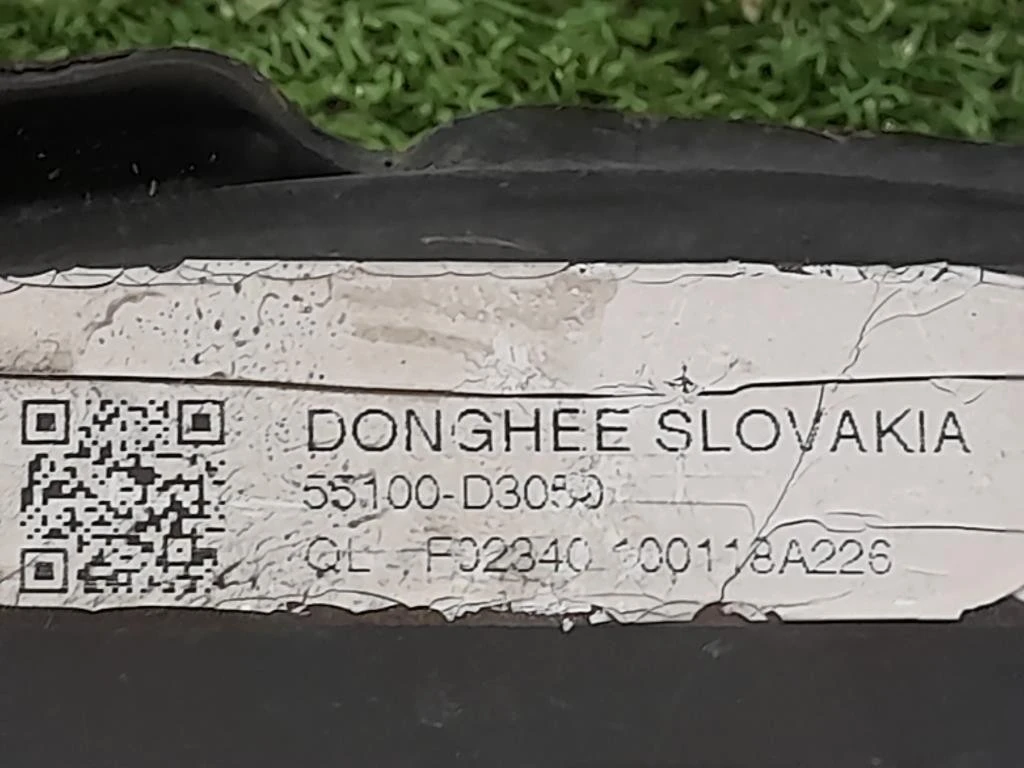 DONGHEE SLOVAKIA
55100-D3050
QL F02340 100118A226